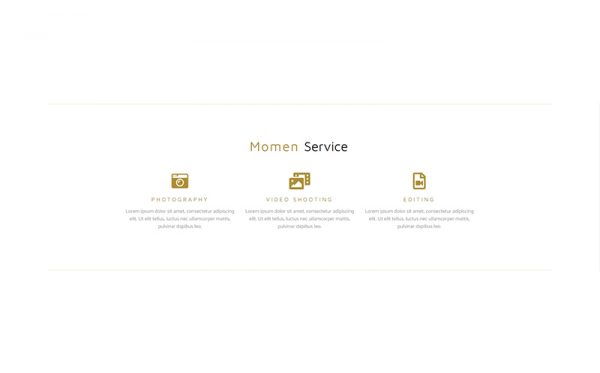 Momen Service
PHOTOGRAPHY
Lorem ipsum dolor sit amet, consectetur adipiscing
elit. Ut elit tellus, luctus nec ullamcorper mattis,
pulvinar dapibus leo.
VIDEO SHOOTING
Lorem ipsum dolor sit amet, consectetur adipiscing
elit. Ut elit tellus, luctus nec ullamcorper mattis,
pulvinar dapibus leo.
EDITING
Lorem ipsum dolor sit amet, consectetur adipiscing
elit. Ut elit tellus, luctus nec ullamcorper mattis,
pulvinar dapibus leo.